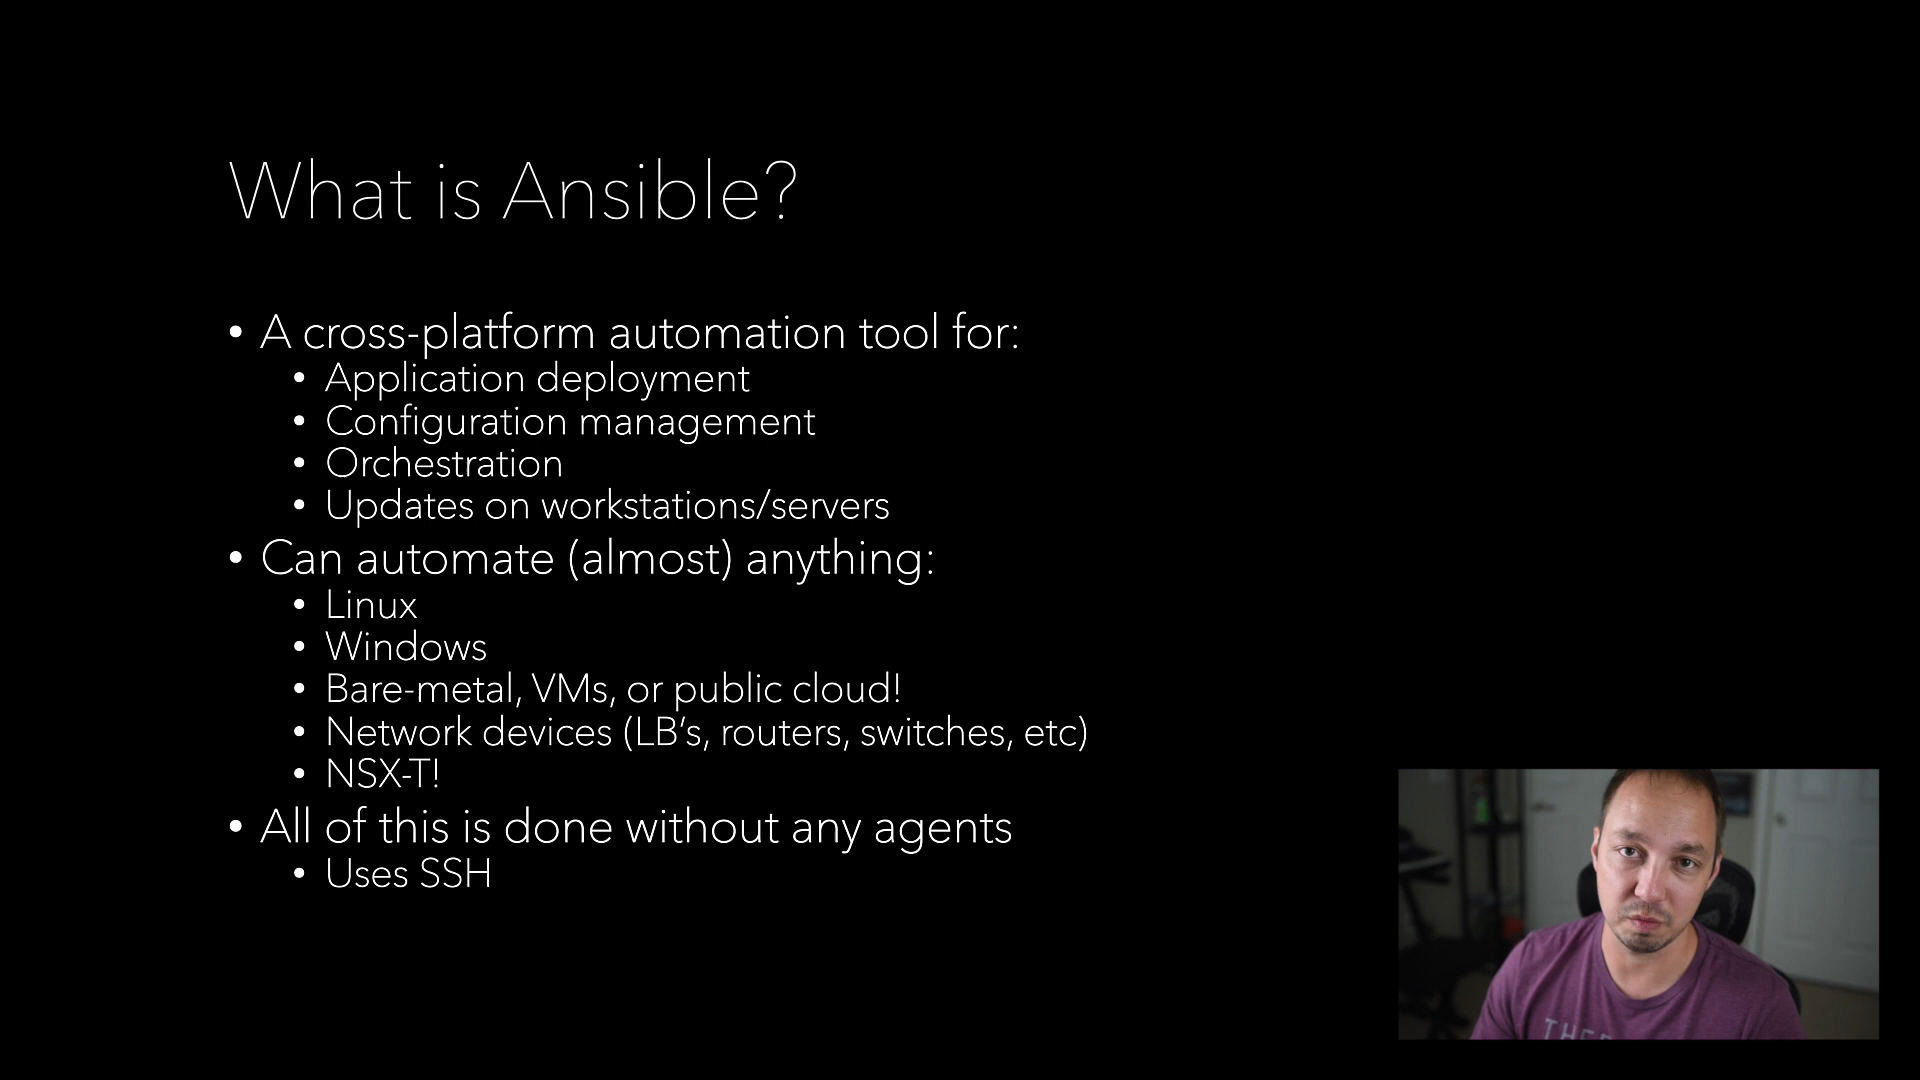 What is Ansible?
• A cross-platform automation tool for:
• Application deployment
• Configuration management
• Orchestration
• Updates on workstations/servers
• Can automate (almost) anything:
• Linux
• Windows
• Bare-metal, VMs, or public cloud!
• Network devices (LB’s, routers, switches, etc)
• NSX-T!
• All of this is done without any agents
• Uses SSH